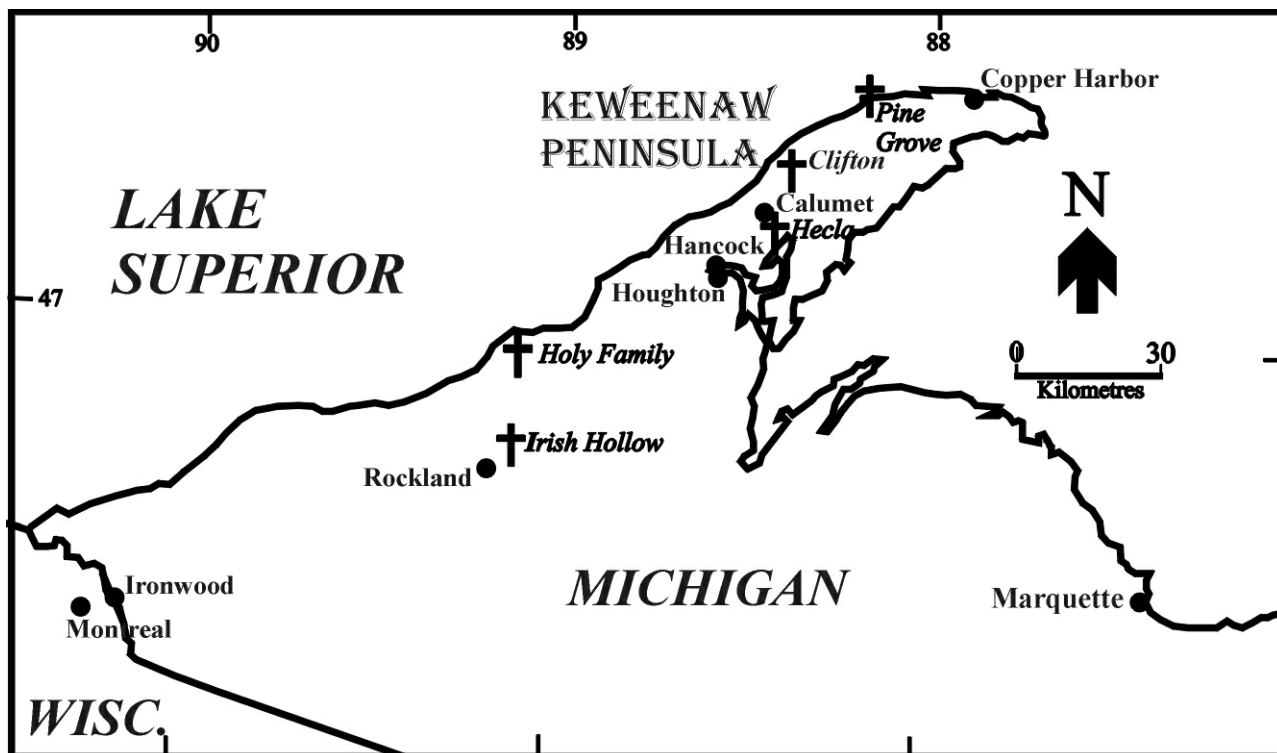 90
89
88
KEWEENAW
PENINSULA
Copper Harbor
Pine
Grove
Clifton
LAKE
SUPERIOR
Calumet
Hecla
Hancock
Houghton
N
47
0 30
Kilometres
Holy Family
Irish Hollow
Rockland
MICHIGAN
Ironwood
Montreal
Marquette
WISC.